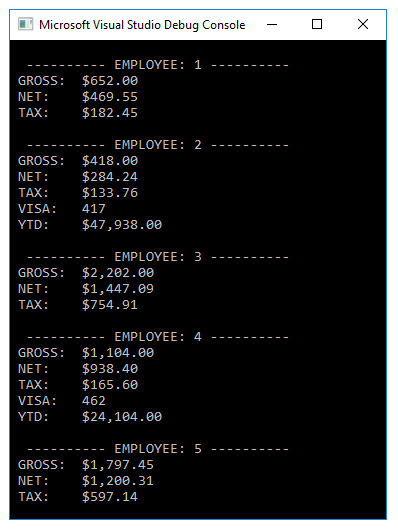 Microsoft Visual Studio Debug Console
---------- EMPLOYEE: 1 ----------
GROSS: $652.00
NET: $469.55
TAX: $182.45
---------- EMPLOYEE: 2 ----------
GROSS: $418.00
NET: $284.24
TAX: $133.76
VISA: 417
YTD: $47,938.00
---------- EMPLOYEE: 3 ----------
GROSS: $2,202.00
NET: $1,447.09
TAX: $754.91
---------- EMPLOYEE: 4 ----------
GROSS: $1,104.00
NET: $938.40
TAX: $165.60
VISA: 462
YTD: $24,104.00
---------- EMPLOYEE: 5 ----------
GROSS: $1,797.45
NET: $1,200.31
TAX: $597.14